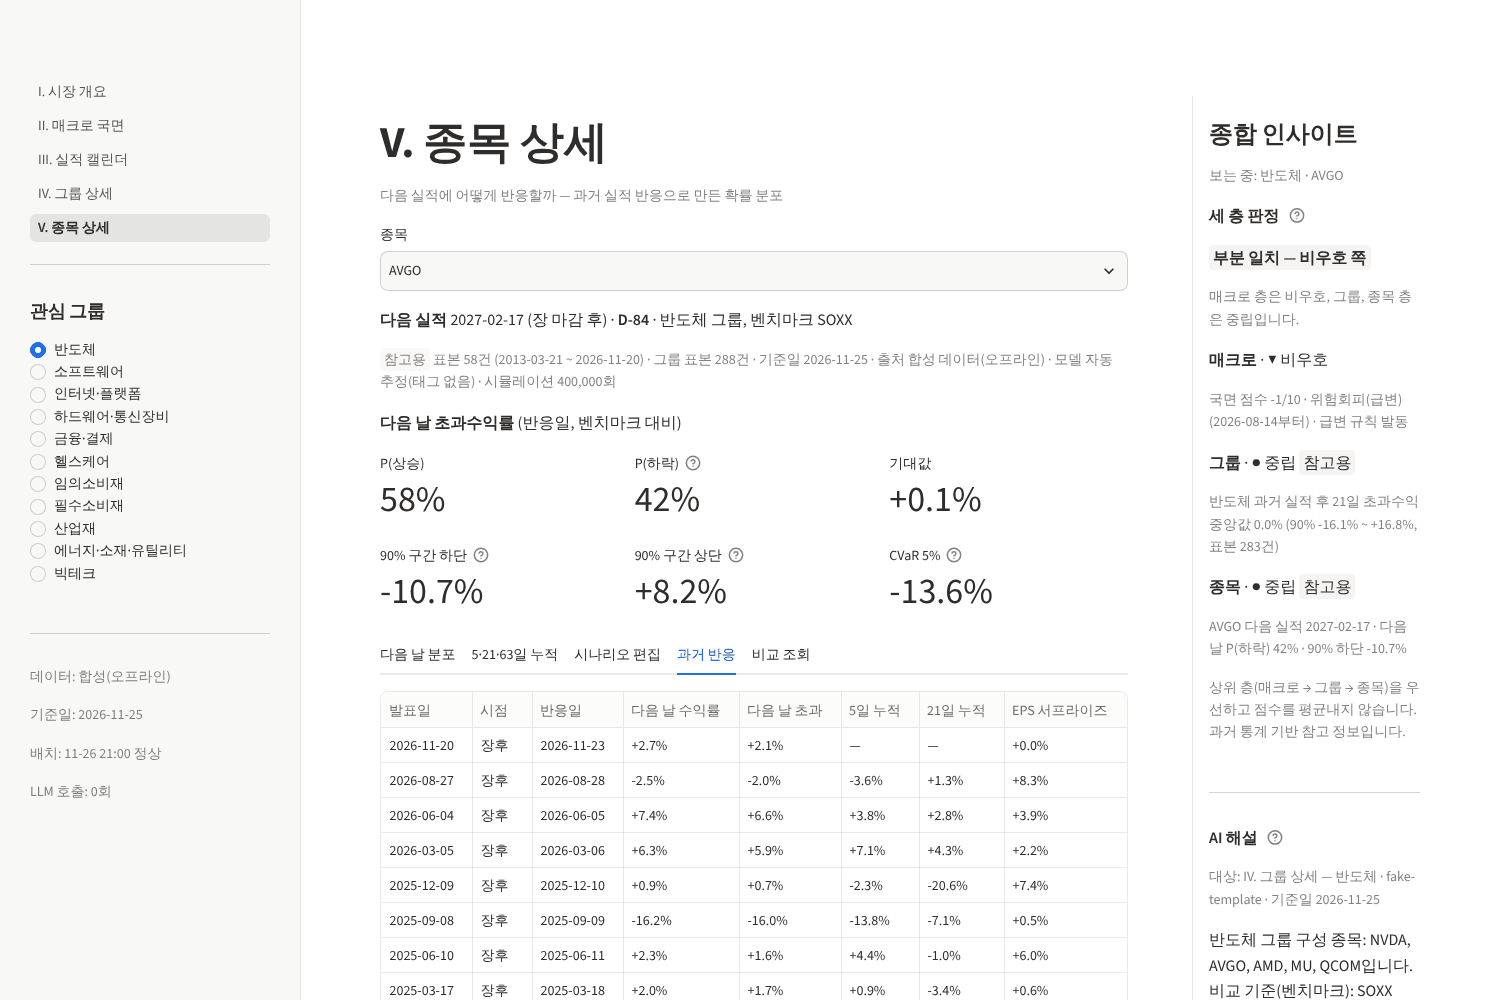 I. 시장 개요
II. 매크로 국면
III. 실적 캘린더
IV. 그룹 상세
V. 종목 상세
관심 그룹
반도체
소프트웨어
인터넷·플랫폼
하드웨어·통신장비
금융·결제
헬스케어
임의소비재
필수소비재
산업재
에너지·소재·유틸리티
빅테크
데이터: 합성(오프라인)
기준일: 2026-11-25
배치: 11-26 21:00 정상
LLM 호출: 0회
V. 종목 상세
다음 실적에 어떻게 반응할까 — 과거 실적 반응으로 만든 확률 분포
종목
AVGO
다음 실적 2027-02-17 (장 마감 후) · D-84 · 반도체 그룹, 벤치마크 SOXX
참고용 표본 58건 (2013-03-21 ~ 2026-11-20) · 그룹 표본 288건 · 기준일 2026-11-25 · 출처 합성 데이터(오프라인) · 모델 자동
추정(태그 없음) · 시뮬레이션 400,000회
다음 날 초과수익률 (반응일, 벤치마크 대비)
P(상승) P(하락) 기대값
58% 42% +0.1%
90% 구간 하단 90% 구간 상단 CVaR 5%
-10.7% +8.2% -13.6%
다음 날 분포 5·21·63일 누적 시나리오 편집 과거 반응 비교 조회
발표일 시점 반응일 다음 날 수익률 다음 날 초과 5일 누적 21일 누적 EPS 서프라이즈
2026-11-20 장후 2026-11-23 +2.7% +2.1% — — +0.0%
2026-08-27 장후 2026-08-28 -2.5% -2.0% -3.6% +1.3% +8.3%
2026-06-04 장후 2026-06-05 +7.4% +6.6% +3.8% +2.8% +3.9%
2026-03-05 장후 2026-03-06 +6.3% +5.9% +7.1% +4.3% +2.2%
2025-12-09 장후 2025-12-10 +0.9% +0.7% -2.3% -20.6% +7.4%
2025-09-08 장후 2025-09-09 -16.2% -16.0% -13.8% -7.1% +0.5%
2025-06-10 장후 2025-06-11 +2.3% +1.6% +4.4% -1.0% +6.0%
2025-03-17 장후 2025-03-18 +2.0% +1.7% +0.9% -3.4% +0.6%
종합 인사이트
보는 중: 반도체 · AVGO
세 층 판정
부분 일치 — 비우호 쪽
매크로 층은 비우호, 그룹, 종목 층
은 중립입니다.
매크로 · ▼ 비우호
국면 점수 -1/10 · 위험회피(급변)
(2026-08-14부터) · 급변 규칙 발동
그룹 · ● 중립 참고용
반도체 과거 실적 후 21일 초과수익
중앙값 0.0% (90% -16.1% ~ +16.8%,
표본 283건)
종목 · ● 중립 참고용
AVGO 다음 실적 2027-02-17 · 다음
날 P(하락) 42% · 90% 하단 -10.7%
상위 층(매크로 → 그룹 → 종목)을 우
선하고 점수를 평균내지 않습니다.
과거 통계 기반 참고 정보입니다.
AI 해설
대상: IV. 그룹 상세 — 반도체 · fake-
template · 기준일 2026-11-25
반도체 그룹 구성 종목: NVDA,
AVGO, AMD, MU, QCOM입니다.
비교 기준(벤치마크): SOXX